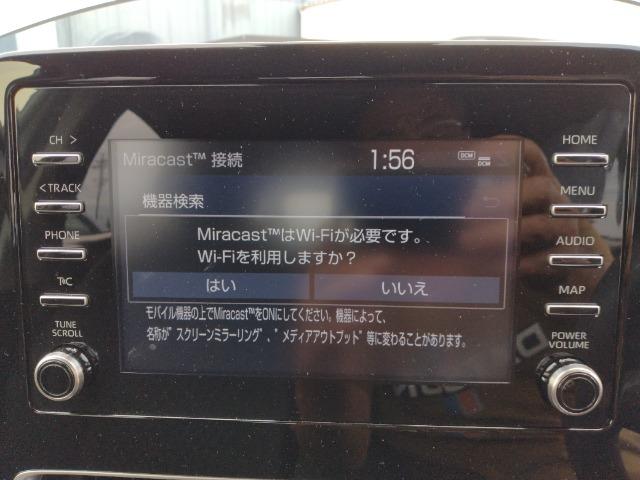 Miracast™ 接続
1:56
DCM
DCM
機器検索
Miracast™はWi-Fiが必要です。
Wi-Fiを利用しますか？
はい
いいえ
モバイル機器の上でMiracast™をONにしてください。機器によって、
名称が"スクリーンミラーリング"、"メディアアウトプット"等に変わることがあります。
CH >
< TRACK
PHONE
T/C
TUNE
SCROLL
HOME
MENU
AUDIO
MAP
POWER
VOLUME